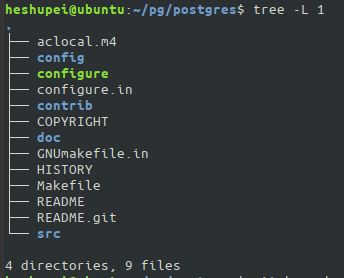 heshupei@ubuntu:~/pg/postgres$ tree -L 1
.
├── aclocal.m4
├── config
├── configure
├── configure.in
├── contrib
├── COPYRIGHT
├── doc
├── GNUmakefile.in
├── HISTORY
├── Makefile
├── README
├── README.git
└── src
4 directories, 9 files